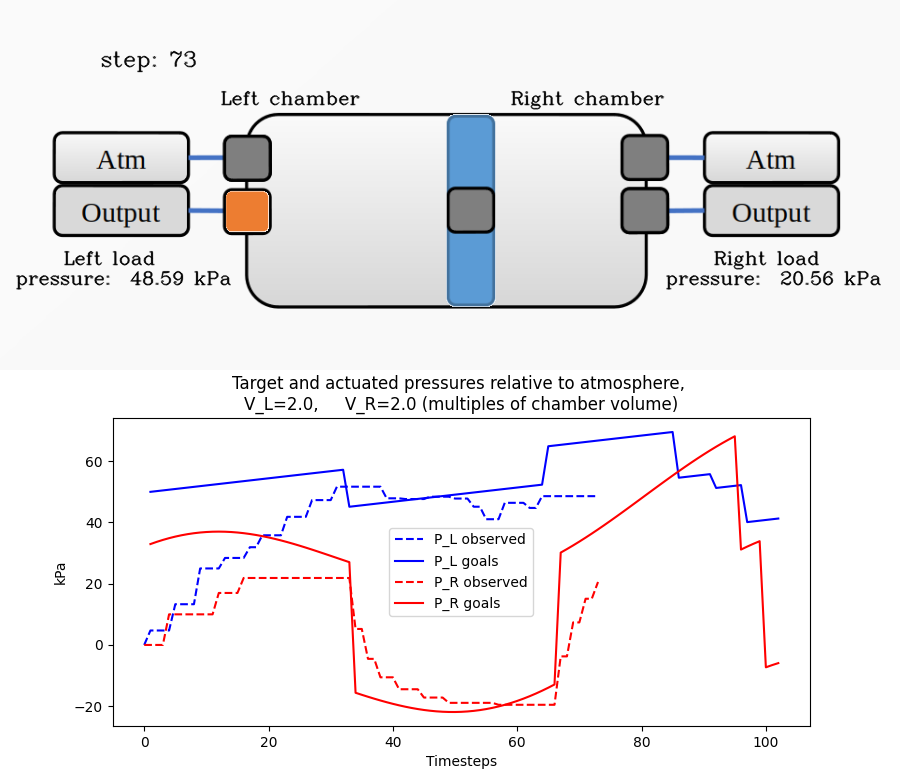 step: 73
Left chamber
Right chamber
Atm
Atm
Output
Output
Left load
pressure: 48.59 kPa
Right load
pressure: 20.56 kPa
Target and actuated pressures relative to atmosphere,
V_L=2.0, V_R=2.0 (multiples of chamber volume)
60
40
20
0
−20
kPa
P_L observed
P_L goals
P_R observed
P_R goals
0
20
40
60
80
100
Timesteps